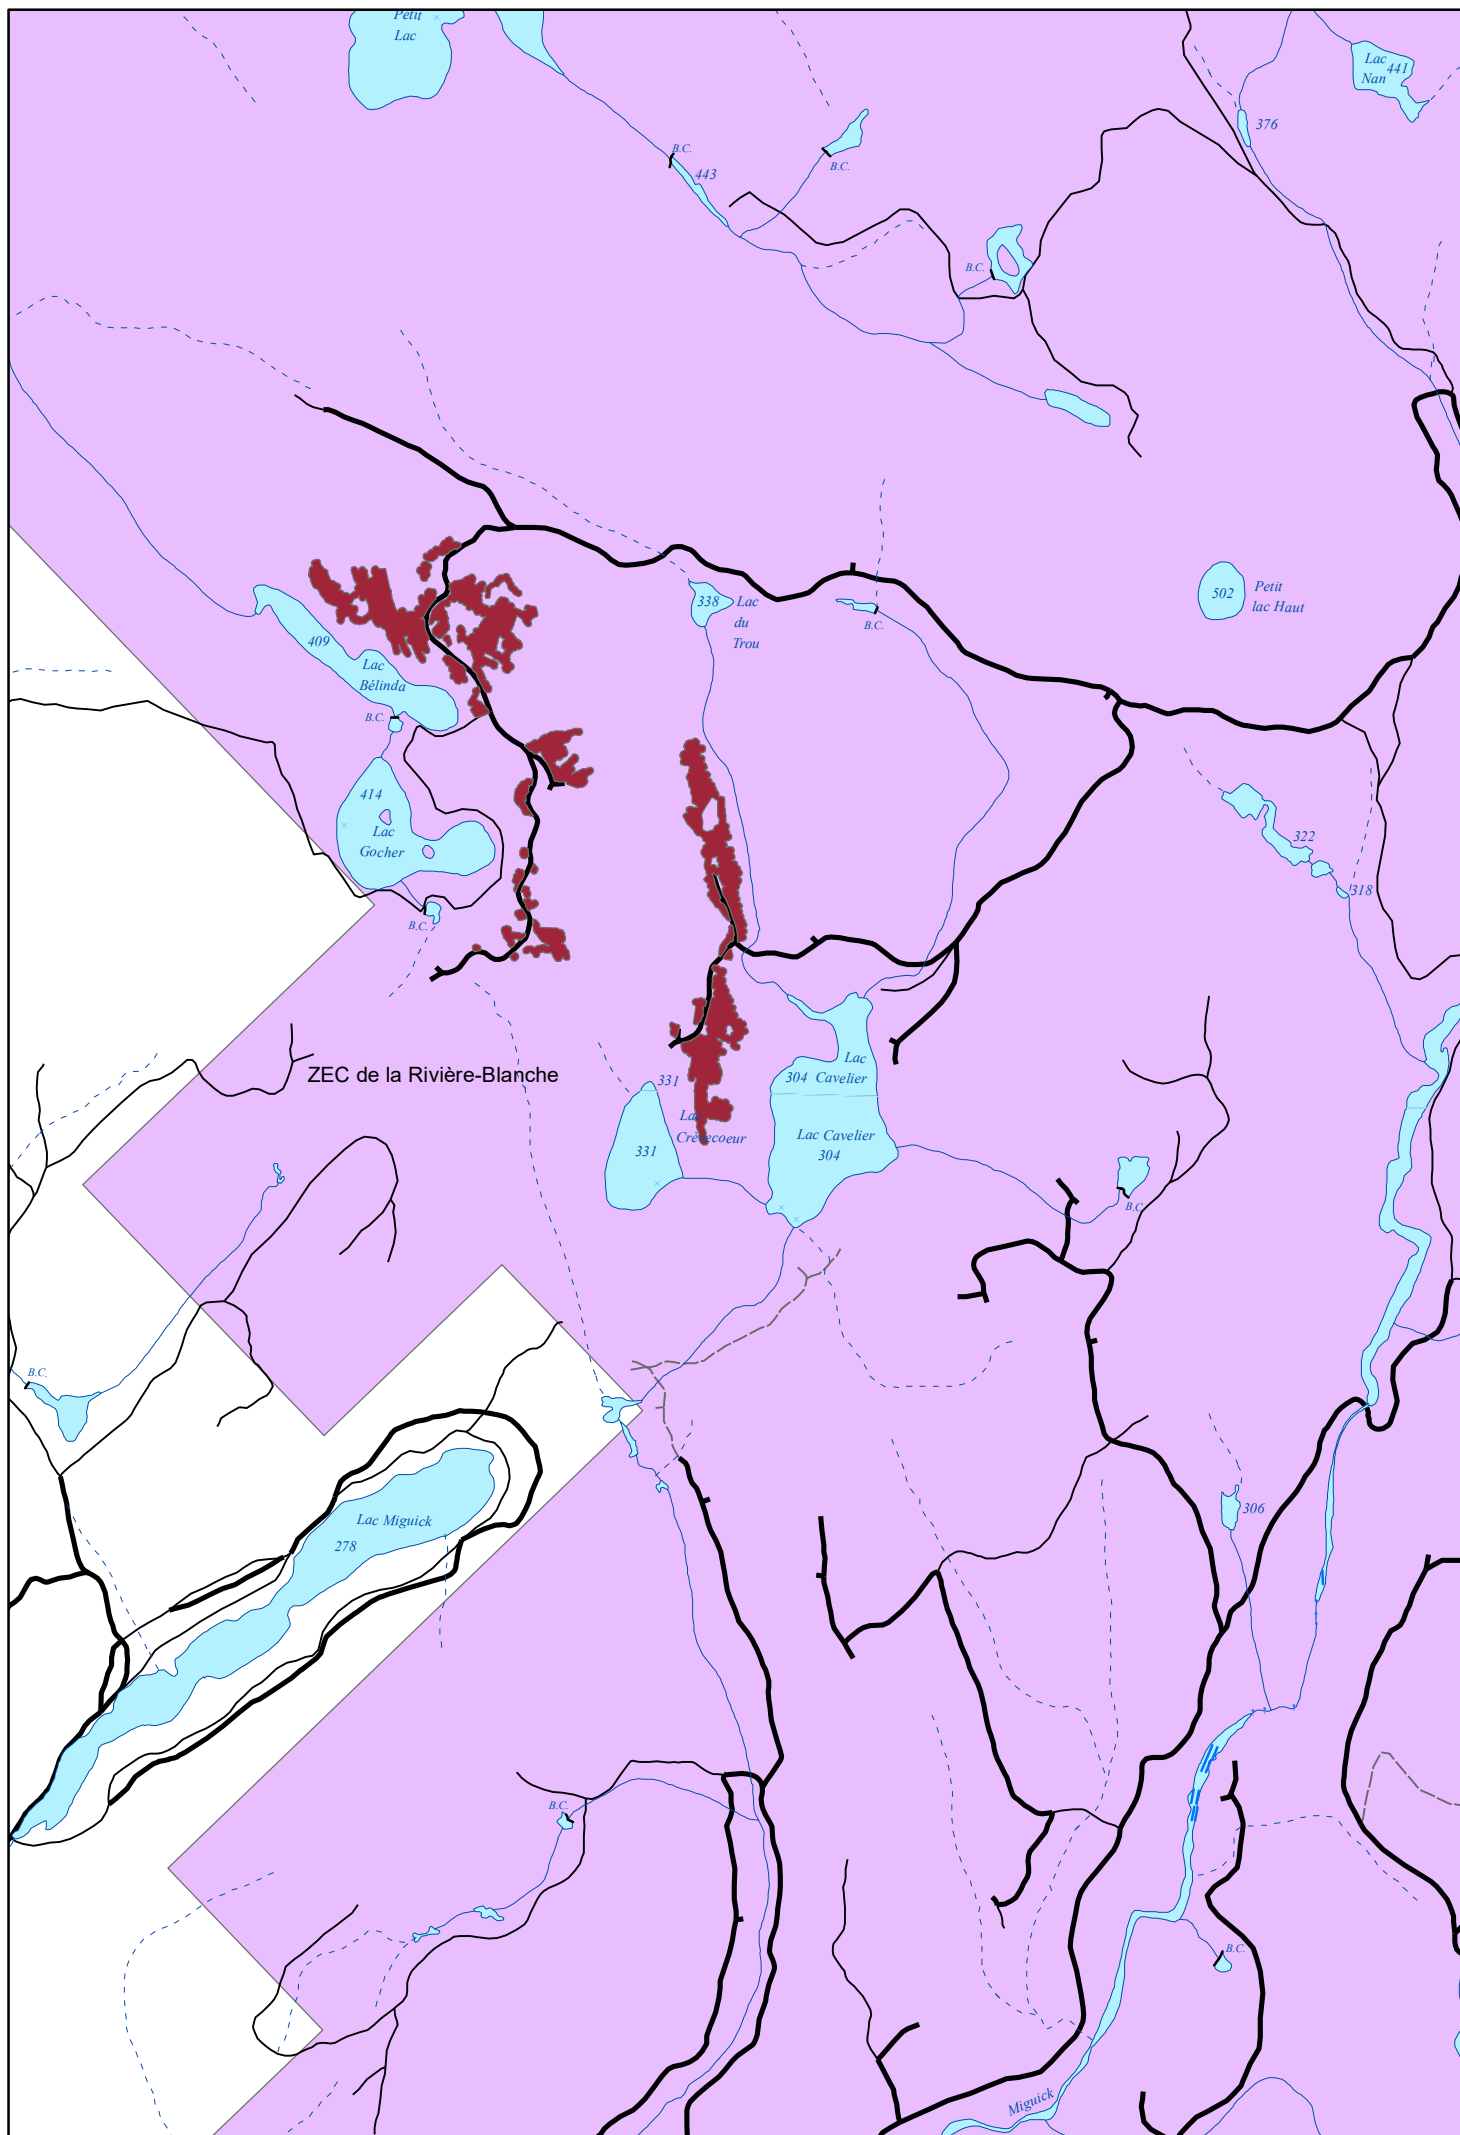 Petit
Lac
Lac
Nan
441
376
B.C.
443
B.C.
B.C.
502
Petit
lac Haut
338
Lac
du
Trou
B.C.
409
Lac
Bélinda
B.C.
414
Lac
Gocher
B.C.
322
318
ZEC de la Rivière-Blanche
331
Lac
304 Cavelier
Lac
Crèvecoeur
331
Lac Cavelier
304
B.C.
B.C.
306
Lac Miguick
278
B.C.
B.C.
Miguick